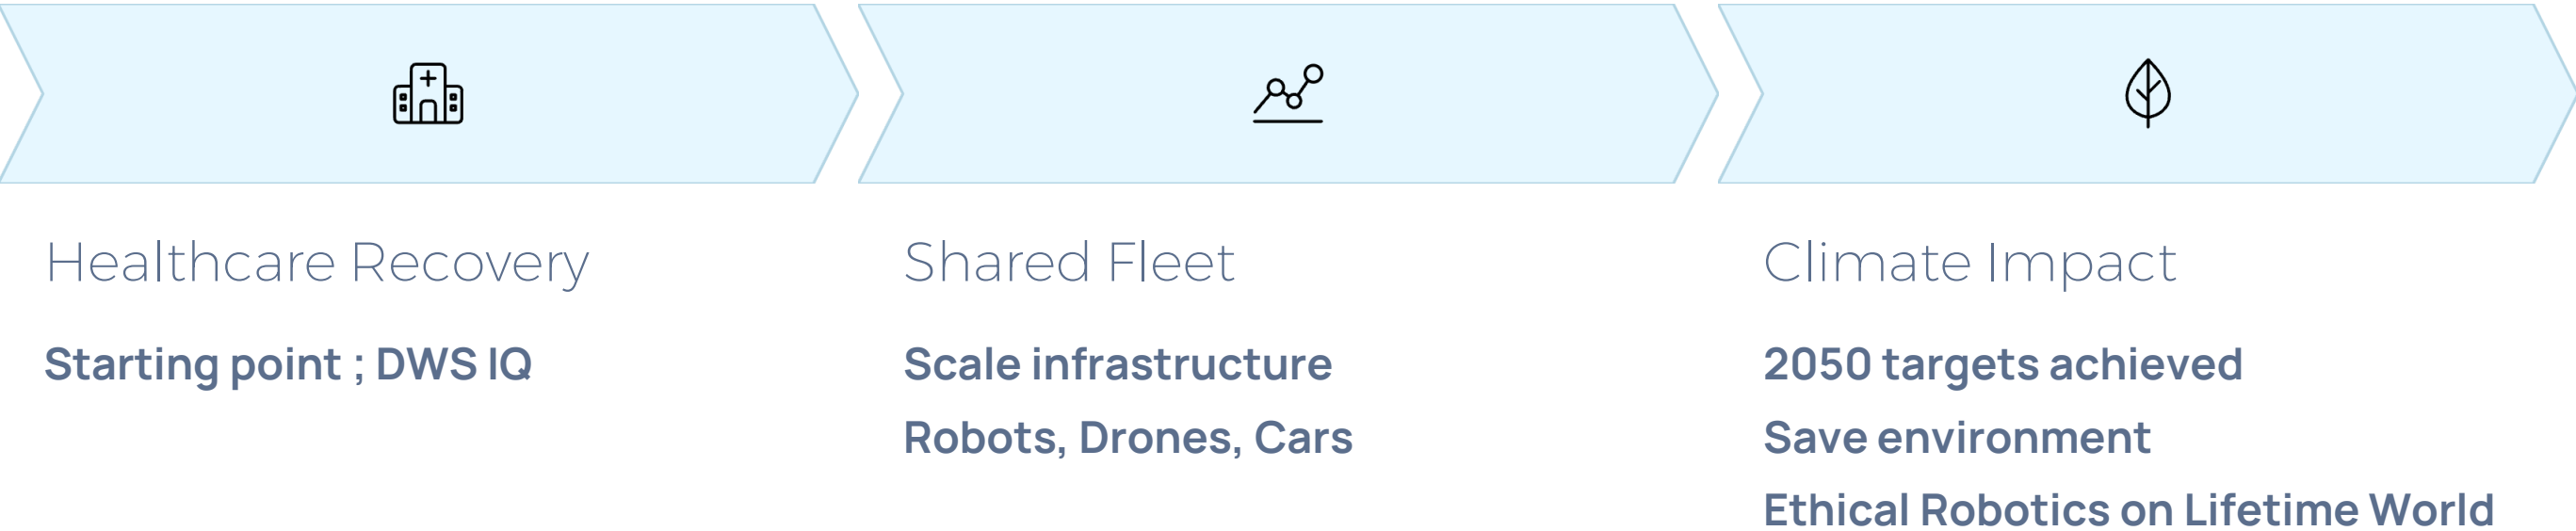 Healthcare Recovery
Starting point ; DWS IQ
Shared Fleet
Scale infrastructure
Robots, Drones, Cars
Climate Impact
2050 targets achieved
Save environment
Ethical Robotics on Lifetime World